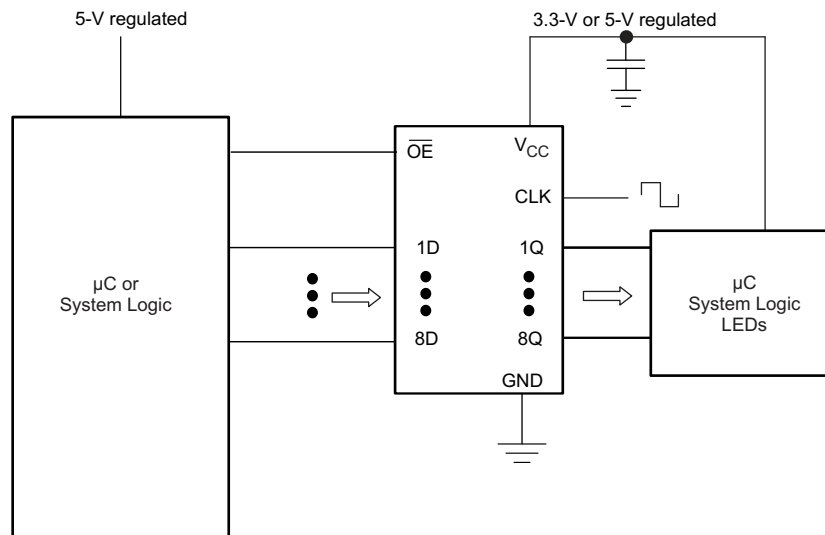 5-V regulated
3.3-V or 5-V regulated
OE
VCC
CLK
1D
1Q
µC or
System Logic
µC
System Logic
LEDs
8D
8Q
GND